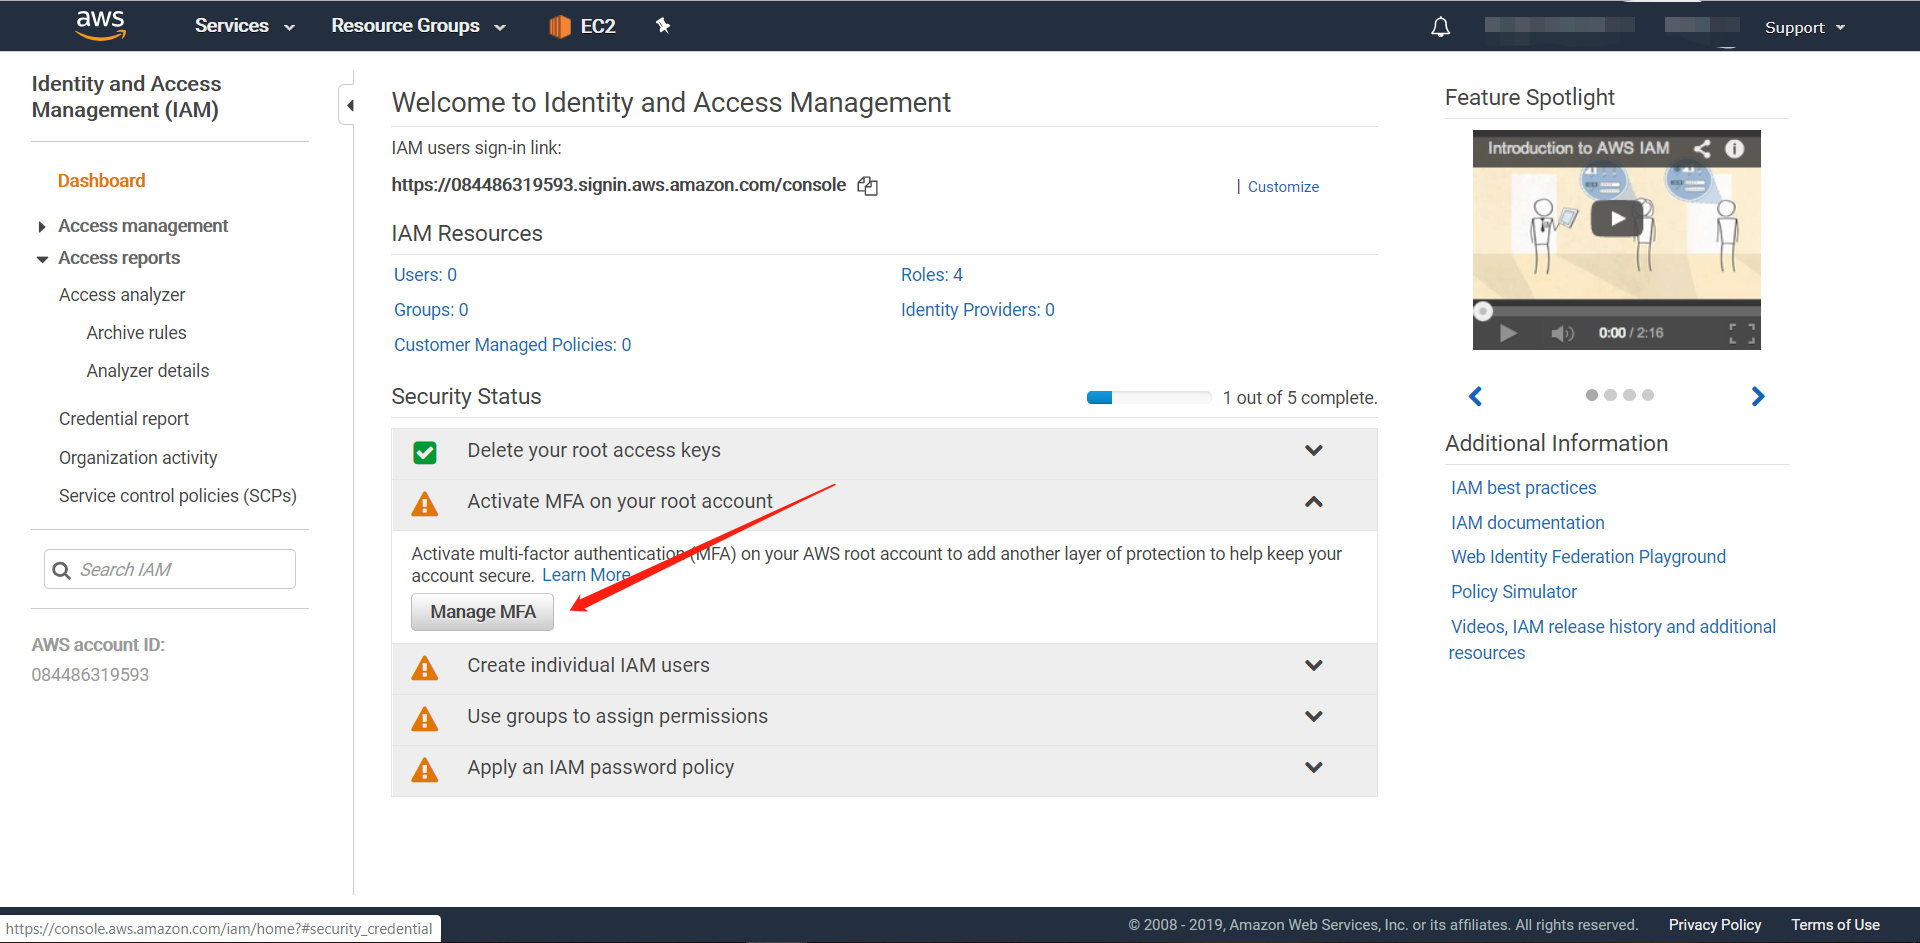 aws
Services
Resource Groups
EC2
Support
Identity and Access
Management (IAM)
Dashboard
Access management
Access reports
Access analyzer
Archive rules
Analyzer details
Credential report
Organization activity
Service control policies (SCPs)
Search IAM
AWS account ID:
084486319593
Welcome to Identity and Access Management
IAM users sign-in link:
https://084486319593.signin.aws.amazon.com/console
| Customize
IAM Resources
Users: 0
Roles: 4
Groups: 0
Identity Providers: 0
Customer Managed Policies: 0
Security Status
1 out of 5 complete.
Delete your root access keys
Activate MFA on your root account
Activate multi-factor authentication (MFA) on your AWS root account to add another layer of protection to help keep your
account secure. Learn More
Manage MFA
Create individual IAM users
Use groups to assign permissions
Apply an IAM password policy
Feature Spotlight
Introduction to AWS IAM
0:00 / 2:16
Additional Information
IAM best practices
IAM documentation
Web Identity Federation Playground
Policy Simulator
Videos, IAM release history and additional
resources
https://console.aws.amazon.com/iam/home?#security_credential
© 2008 - 2019, Amazon Web Services, Inc. or its affiliates. All rights reserved.
Privacy Policy
Terms of Use